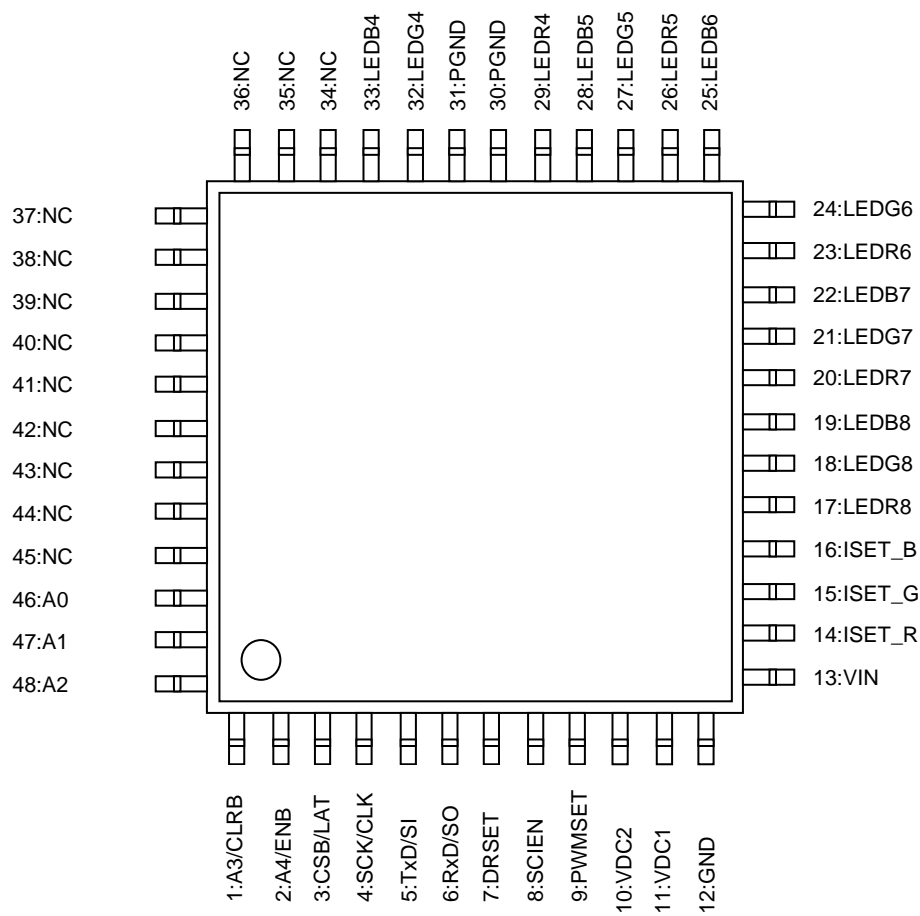 36:NC
35:NC
34:NC
33:LEDB4
32:LEDG4
31:PGND
30:PGND
29:LEDR4
28:LEDB5
27:LEDG5
26:LEDR5
25:LEDB6
37:NC
38:NC
39:NC
40:NC
41:NC
42:NC
43:NC
44:NC
45:NC
46:A0
47:A1
48:A2
24:LEDG6
23:LEDR6
22:LEDB7
21:LEDG7
20:LEDR7
19:LEDB8
18:LEDG8
17:LEDR8
16:ISET_B
15:ISET_G
14:ISET_R
13:VIN
1:A3/CLRB
2:A4/ENB
3:CSB/LAT
4:SCK/CLK
5:TxD/SI
6:RxD/SO
7:DRSET
8:SCIEN
9:PWMSET
10:VDC2
11:VDC1
12:GND